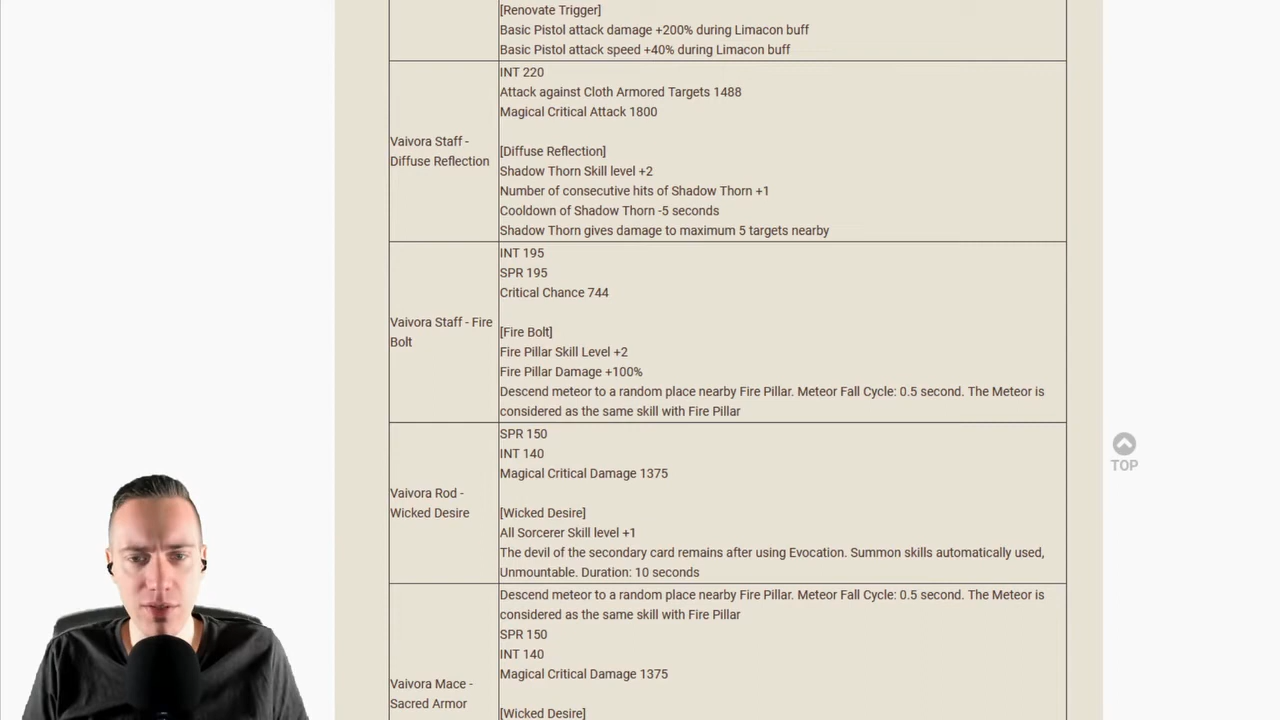 [Renovate Trigger]
Basic Pistol attack damage +200% during Limacon buff
Basic Pistol attack speed +40% during Limacon buff
Vaivora Staff -
Diffuse Reflection
INT 220
Attack against Cloth Armored Targets 1488
Magical Critical Attack 1800
[Diffuse Reflection]
Shadow Thorn Skill level +2
Number of consecutive hits of Shadow Thorn +1
Cooldown of Shadow Thorn -5 seconds
Shadow Thorn gives damage to maximum 5 targets nearby
Vaivora Staff - Fire
Bolt
INT 195
SPR 195
Critical Chance 744
[Fire Bolt]
Fire Pillar Skill Level +2
Fire Pillar Damage +100%
Descend meteor to a random place nearby Fire Pillar. Meteor Fall Cycle: 0.5 second. The Meteor is
considered as the same skill with Fire Pillar
Vaivora Rod -
Wicked Desire
SPR 150
INT 140
Magical Critical Damage 1375
[Wicked Desire]
All Sorcerer Skill level +1
The devil of the secondary card remains after using Evocation. Summon skills automatically used,
Unmountable. Duration: 10 seconds
Vaivora Mace -
Sacred Armor
Descend meteor to a random place nearby Fire Pillar. Meteor Fall Cycle: 0.5 second. The Meteor is
considered as the same skill with Fire Pillar
SPR 150
INT 140
Magical Critical Damage 1375
[Wicked Desire]
TOP